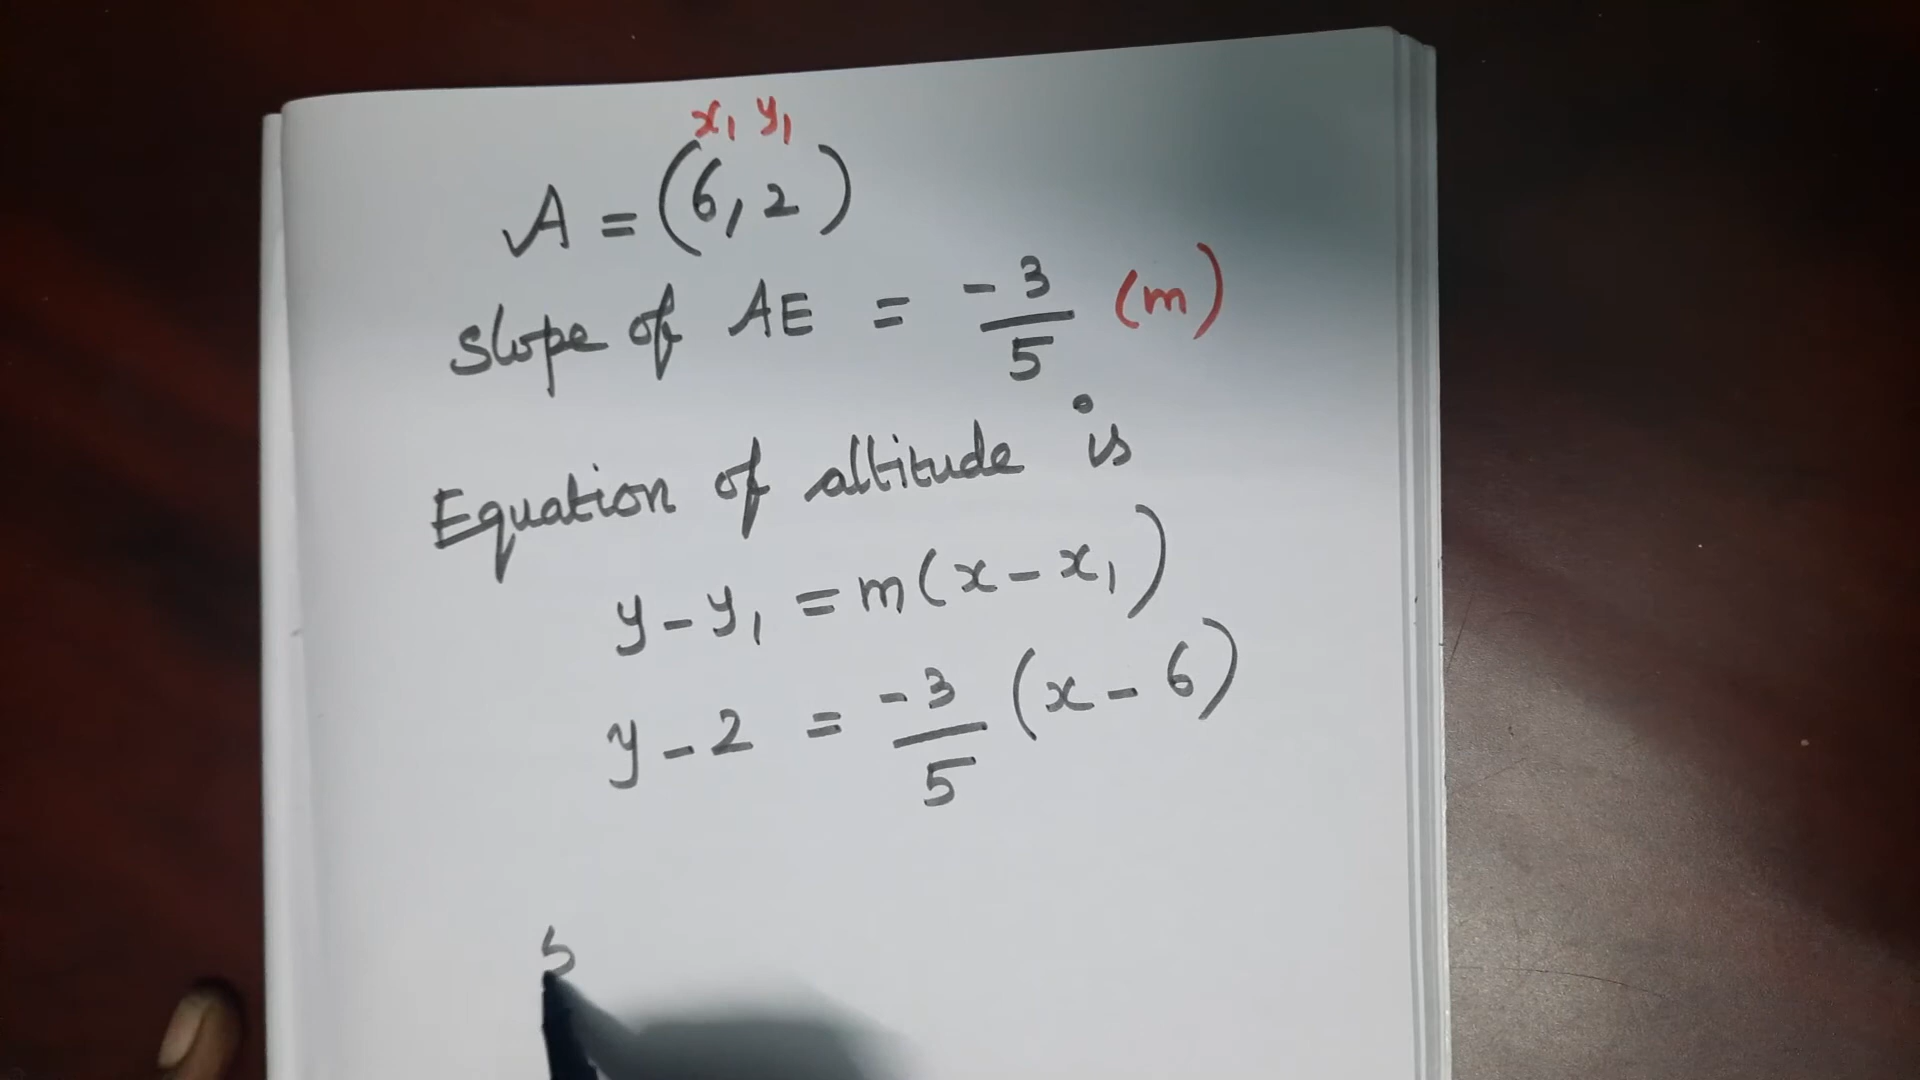 x₁ y₁
A = (6, 2)
Slope of AE = -3/5 (m)
Equation of altitude is
y - y₁ = m(x - x₁)
y - 2 = -3/5 (x - 6)
5